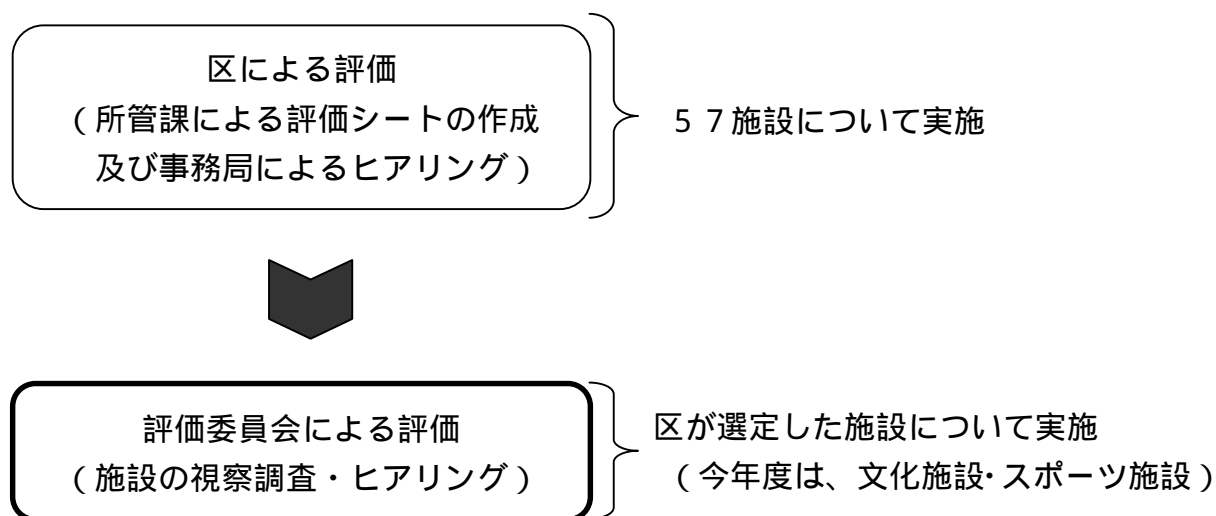 区による評価
(所管課による評価シートの作成
及び事務局によるヒアリング)
57施設について実施
評価委員会による評価
(施設の視察調査・ヒアリング)
区が選定した施設について実施
(今年度は、文化施設・スポーツ施設)